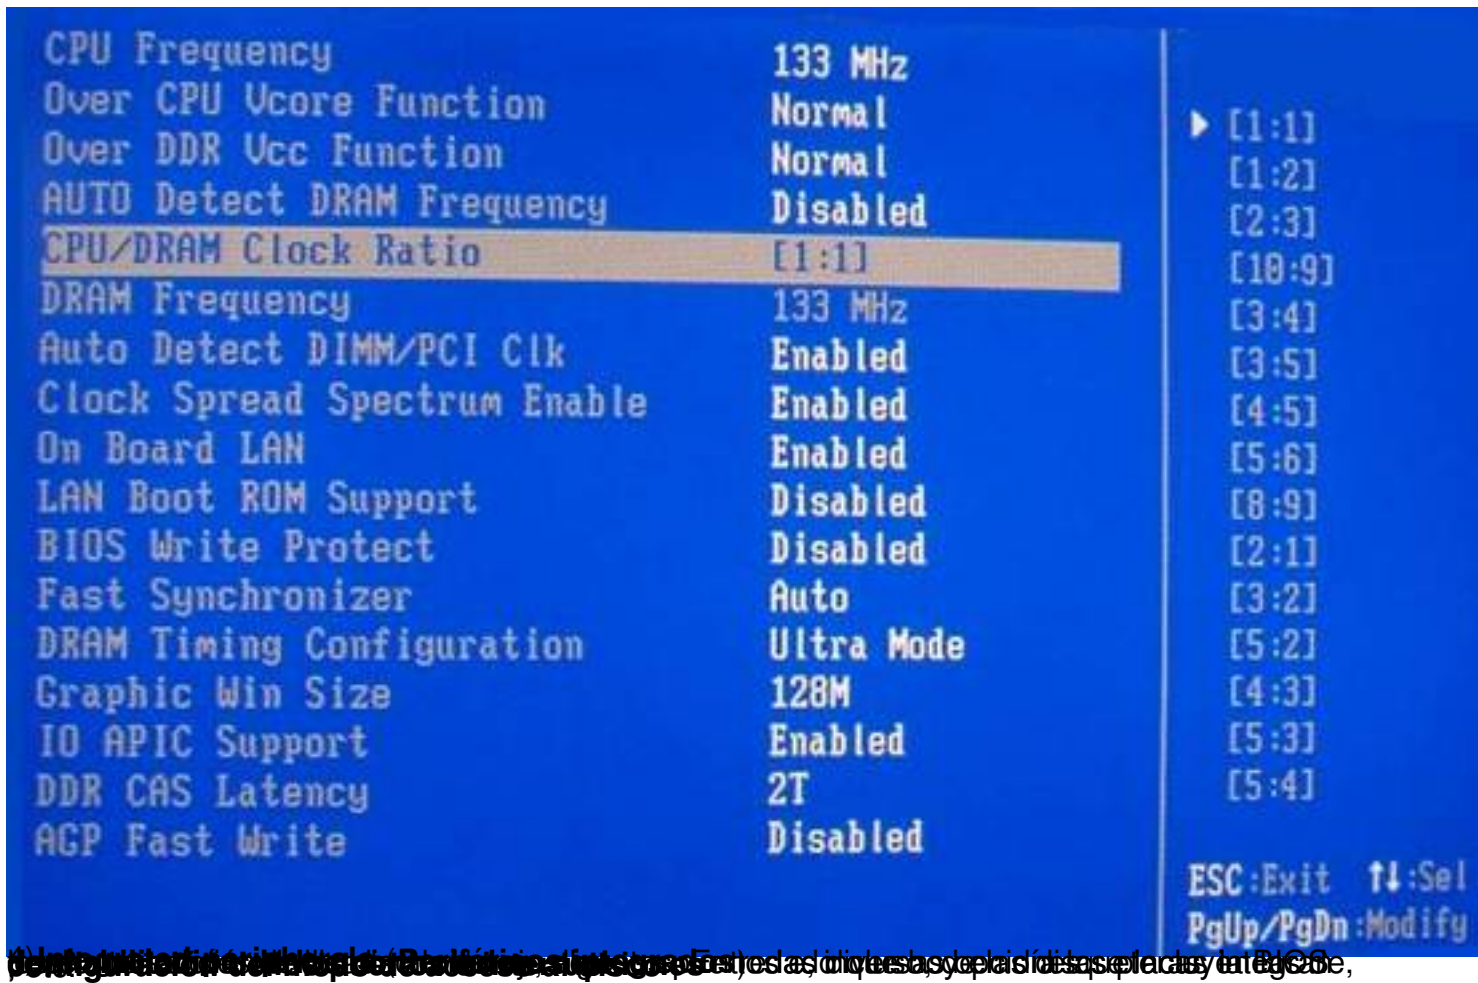 CPU Frequency 133 MHz
Over CPU Vcore Function Normal
Over DDR Vcc Function Normal
AUTO Detect DRAM Frequency Disabled
CPU/DRAM Clock Ratio [1:1]
DRAM Frequency 133 MHz
Auto Detect DIMM/PCI Clk Enabled
Clock Spread Spectrum Enable Enabled
On Board LAN Enabled
LAN Boot ROM Support Disabled
BIOS Write Protect Disabled
Fast Synchronizer Auto
DRAM Timing Configuration Ultra Mode
Graphic Win Size 128M
IO APIC Support Enabled
DDR CAS Latency 2T
AGP Fast Write Disabled
[1:1]
[1:2]
[2:3]
[10:9]
[3:4]
[3:5]
[4:5]
[5:6]
[8:9]
[2:1]
[3:2]
[5:2]
[4:3]
[5:3]
[5:4]
ESC:Exit ↑↓:Sel
PgUp/PgDn:Modify